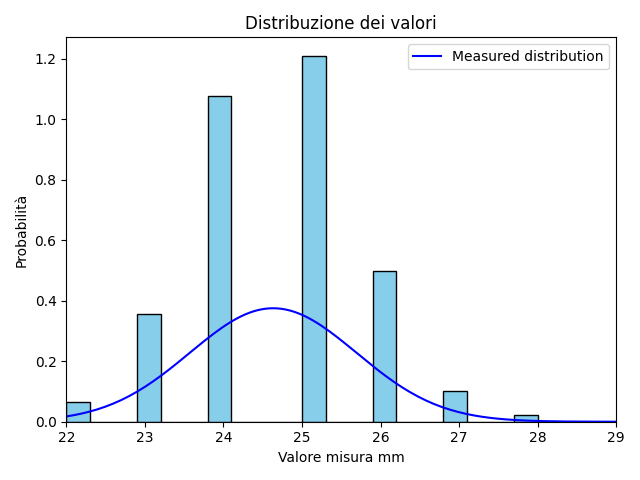 Distribuzione dei valori
Measured distribution
Probabilità
1.2
1.0
0.8
0.6
0.4
0.2
0.0
22 23 24 25 26 27 28 29
Valore misura mm